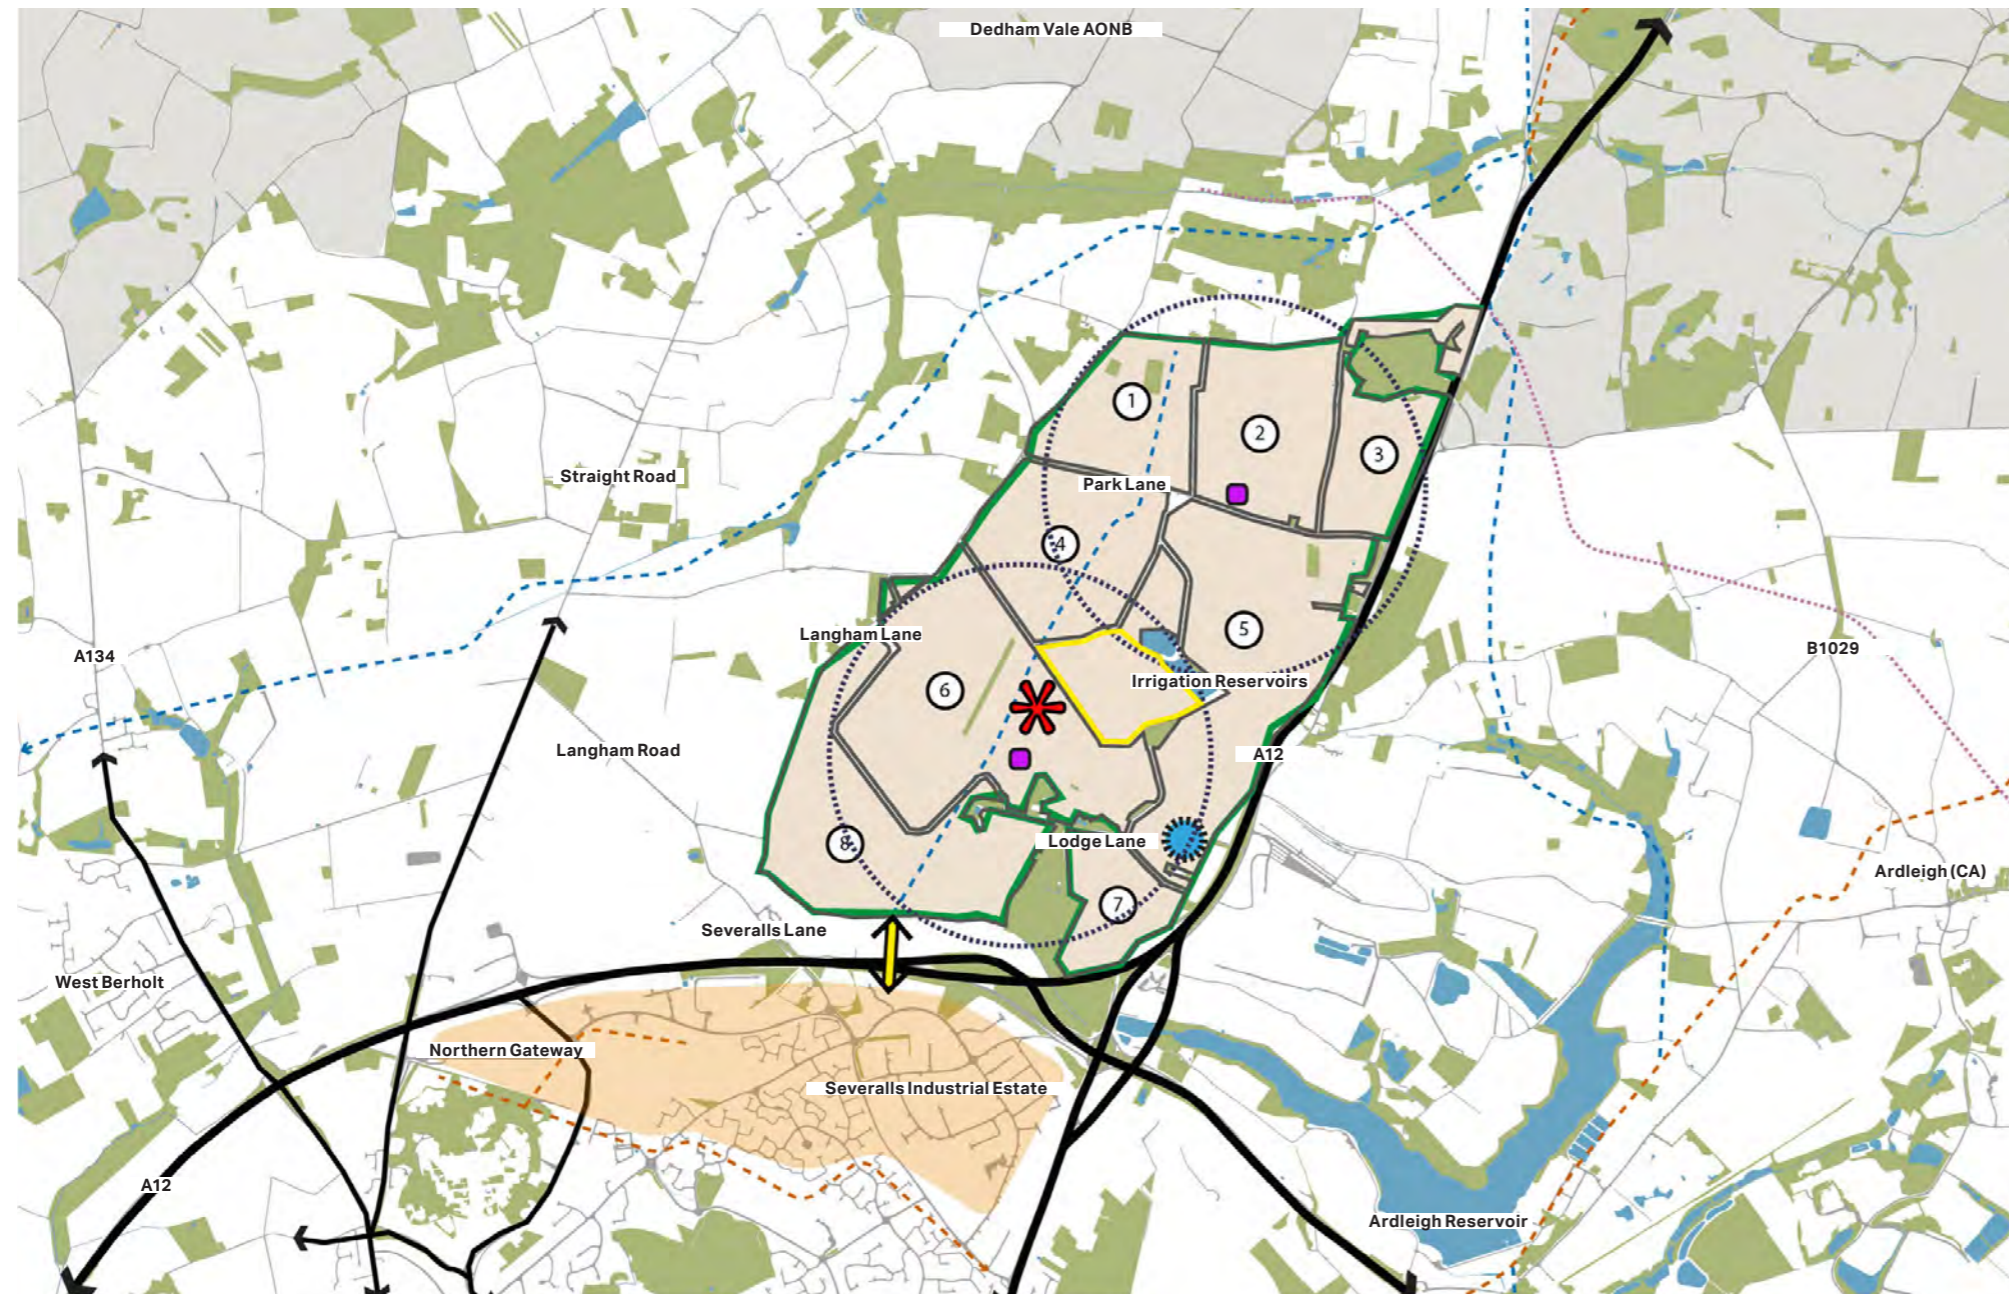 Dedham Vale AONB
1
2
3
Straight Road
Park Lane
4
5
Langham Lane
A134
B1029
Irrigation Reservoirs
6
Langham Road
A12
8
Lodge Lane
Ardleigh (CA)
7
Severalls Lane
West Berholt
Northern Gateway
Severalls Industrial Estate
A12
Ardleigh Reservoir